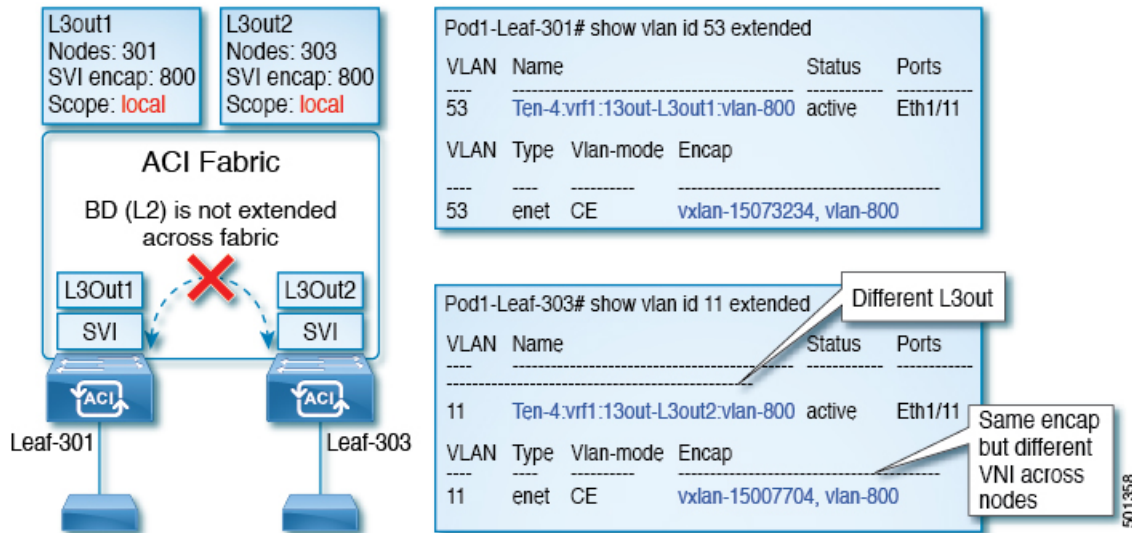 L3out1
Nodes: 301
SVI encap: 800
Scope: local
L3out2
Nodes: 303
SVI encap: 800
Scope: local
ACI Fabric
BD (L2) is not extended
across fabric
L3Out1
SVI
L3Out2
SVI
ACI
ACI
Leaf-301
Leaf-303
Pod1-Leaf-301# show vlan id 53 extended
VLAN Name Status Ports
---- -------------------------------- ------------ ------------
53 Ten-4:vrf1:13out-L3out1:vlan-800 active Eth1/11
VLAN Type Vlan-mode Encap
---- ---- ---------- --------------------------------
53 enet CE vxlan-15073234, vlan-800
Different L3out
Pod1-Leaf-303# show vlan id 11 extended
VLAN Name Status Ports
---- -------------------------------- ------------ ------------
--------------------------------------
11 Ten-4:vrf1:13out-L3out2:vlan-800 active Eth1/11
VLAN Type Vlan-mode Encap
---- ---- ---------- --------------------------------
11 enet CE vxlan-15007704, vlan-800
Same encap
but different
VNI across
nodes
501358